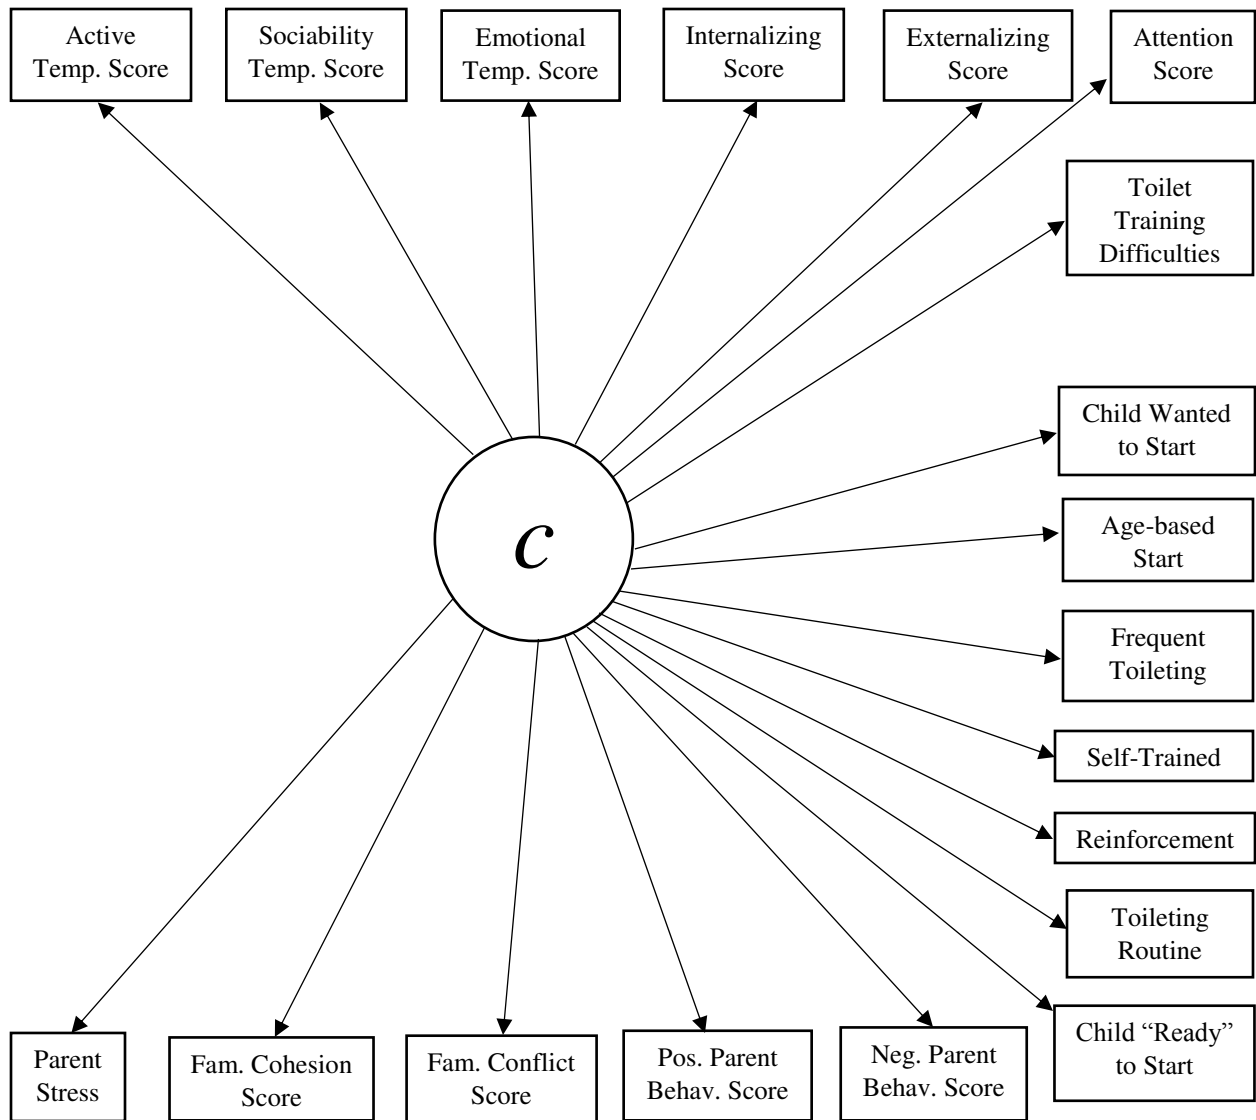 Active
Temp. Score
Sociability
Temp. Score
Emotional
Temp. Score
Internalizing
Score
Externalizing
Score
Attention
Score
Toilet
Training
Difficulties
Child Wanted
to Start
Age-based
Start
c
Frequent
Toileting
Self-Trained
Reinforcement
Toileting
Routine
Child “Ready”
to Start
Parent
Stress
Fam. Cohesion
Score
Fam. Conflict
Score
Pos. Parent
Behav. Score
Neg. Parent
Behav. Score